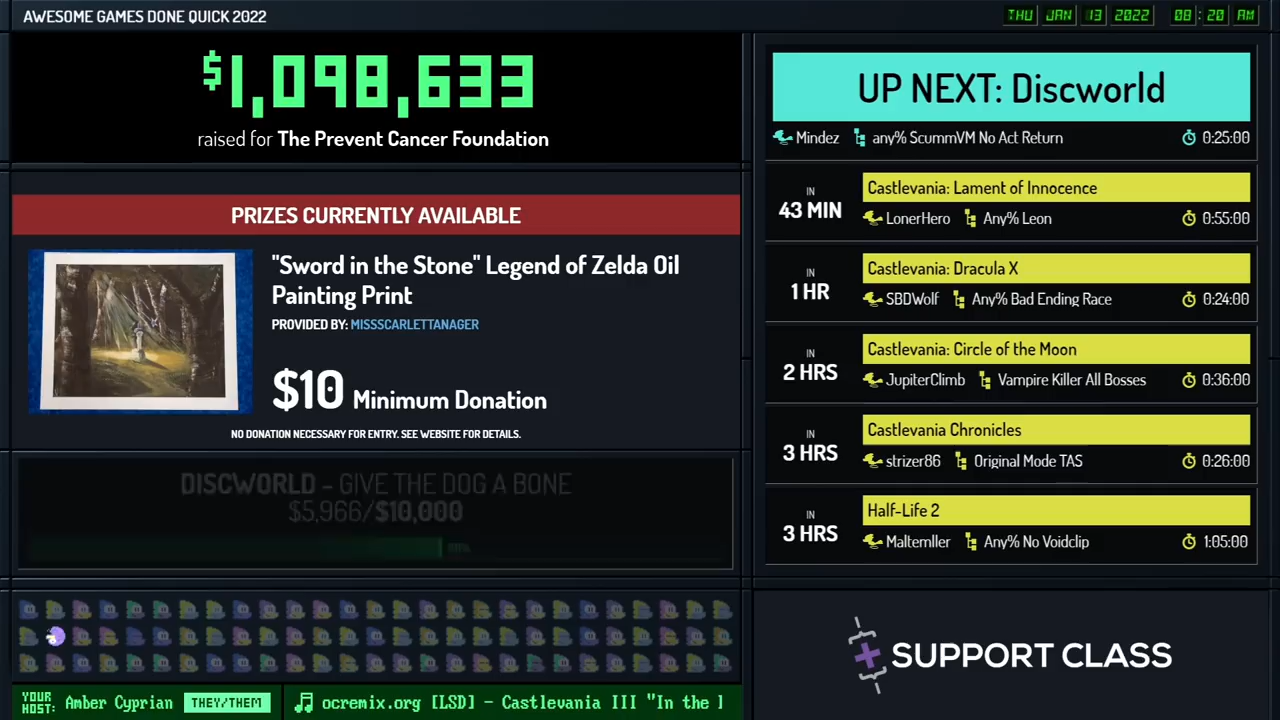 AWESOME GAMES DONE QUICK 2022
THU JAN 13 2022 08:20 AM
$1,098,633
raised for The Prevent Cancer Foundation
PRIZES CURRENTLY AVAILABLE
"Sword in the Stone" Legend of Zelda Oil
Painting Print
PROVIDED BY: MISSSCARLETTANAGER
$10 Minimum Donation
NO DONATION NECESSARY FOR ENTRY. SEE WEBSITE FOR DETAILS.
DISCWORLD - GIVE THE DOG A BONE
$5,966/$10,000
UP NEXT: Discworld
Mindez any% ScummVM No Act Return 0:25:00
IN
43 MIN
Castlevania: Lament of Innocence
LonerHero Any% Leon 0:55:00
IN
1 HR
Castlevania: Dracula X
SBDWolf Any% Bad Ending Race 0:24:00
IN
2 HRS
Castlevania: Circle of the Moon
JupiterClimb Vampire Killer All Bosses 0:36:00
IN
3 HRS
Castlevania Chronicles
strizer86 Original Mode TAS 0:26:00
IN
3 HRS
Half-Life 2
Maltemller Any% No Voidclip 1:05:00
SUPPORT CLASS
YOUR
HOST: Amber Cyprian THEY/THEM
ocremix.org [LSD] - Castlevania III "In the